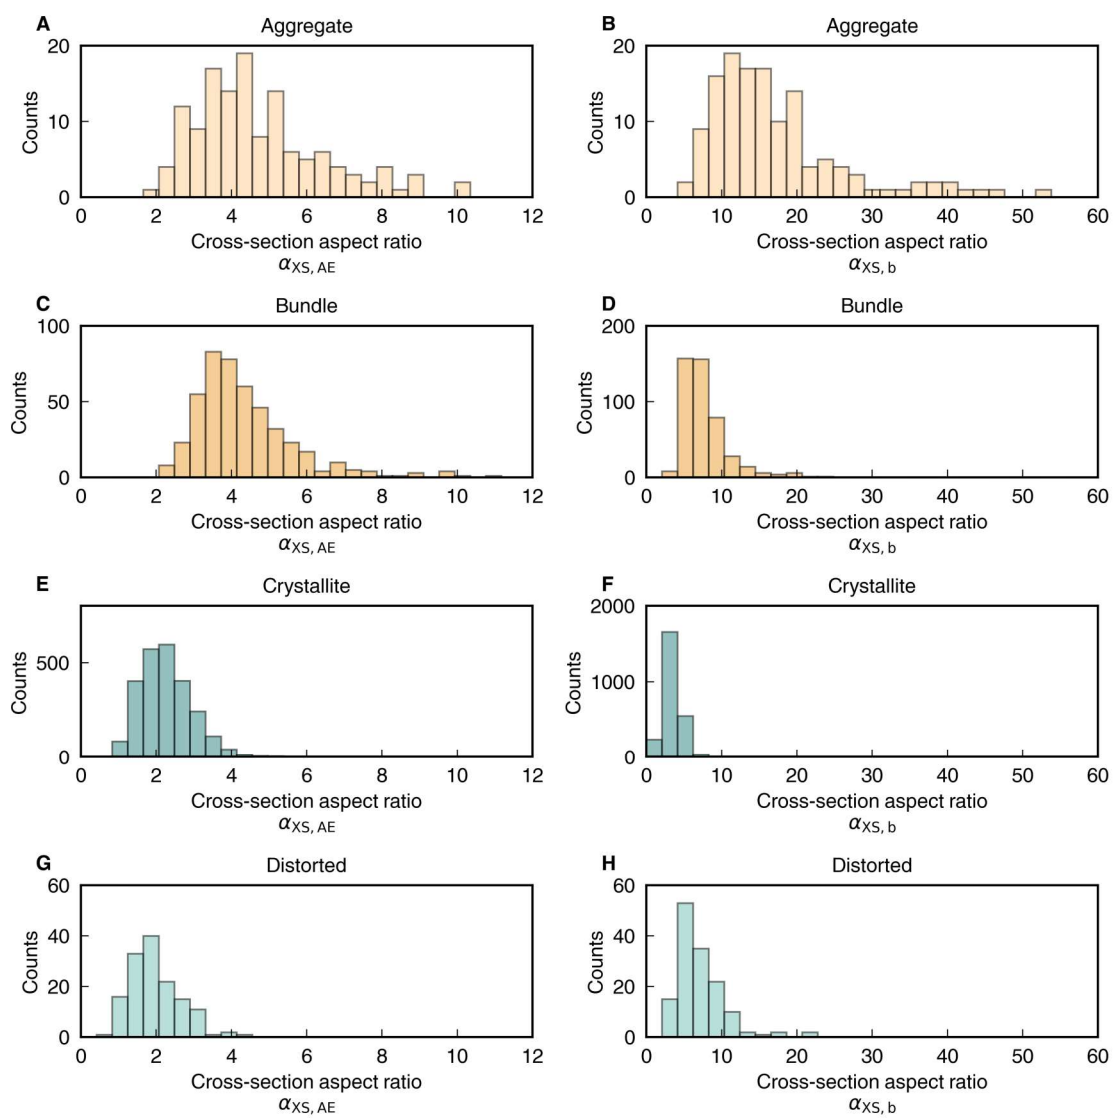 A
Aggregate
Counts
20
10
0
0 2 4 6 8 10 12
Cross-section aspect ratio
αXS, AE
B
Aggregate
Counts
20
10
0
0 10 20 30 40 50 60
Cross-section aspect ratio
αXS, b
C
Bundle
Counts
100
50
0
0 2 4 6 8 10 12
Cross-section aspect ratio
αXS, AE
D
Bundle
Counts
200
100
0
0 10 20 30 40 50 60
Cross-section aspect ratio
αXS, b
E
Crystallite
Counts
500
0
0 2 4 6 8 10 12
Cross-section aspect ratio
αXS, AE
F
Crystallite
Counts
2000
1000
0
0 10 20 30 40 50 60
Cross-section aspect ratio
αXS, b
G
Distorted
Counts
60
40
20
0
0 2 4 6 8 10 12
Cross-section aspect ratio
αXS, AE
H
Distorted
Counts
60
40
20
0
0 10 20 30 40 50 60
Cross-section aspect ratio
αXS, b